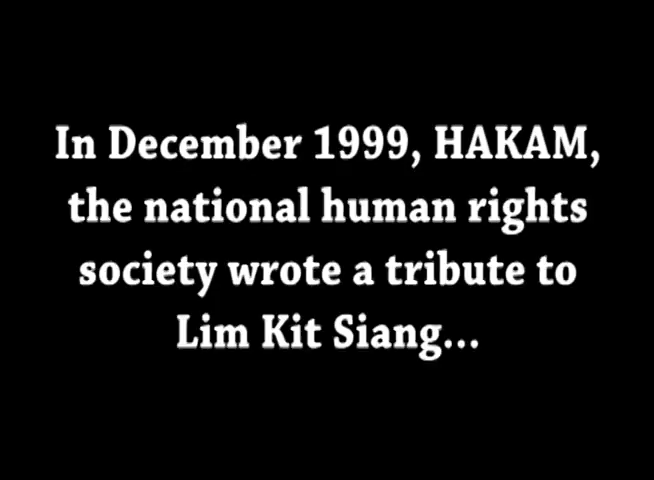 In December 1999, HAKAM,
the national human rights
society wrote a tribute to
Lim Kit Siang...